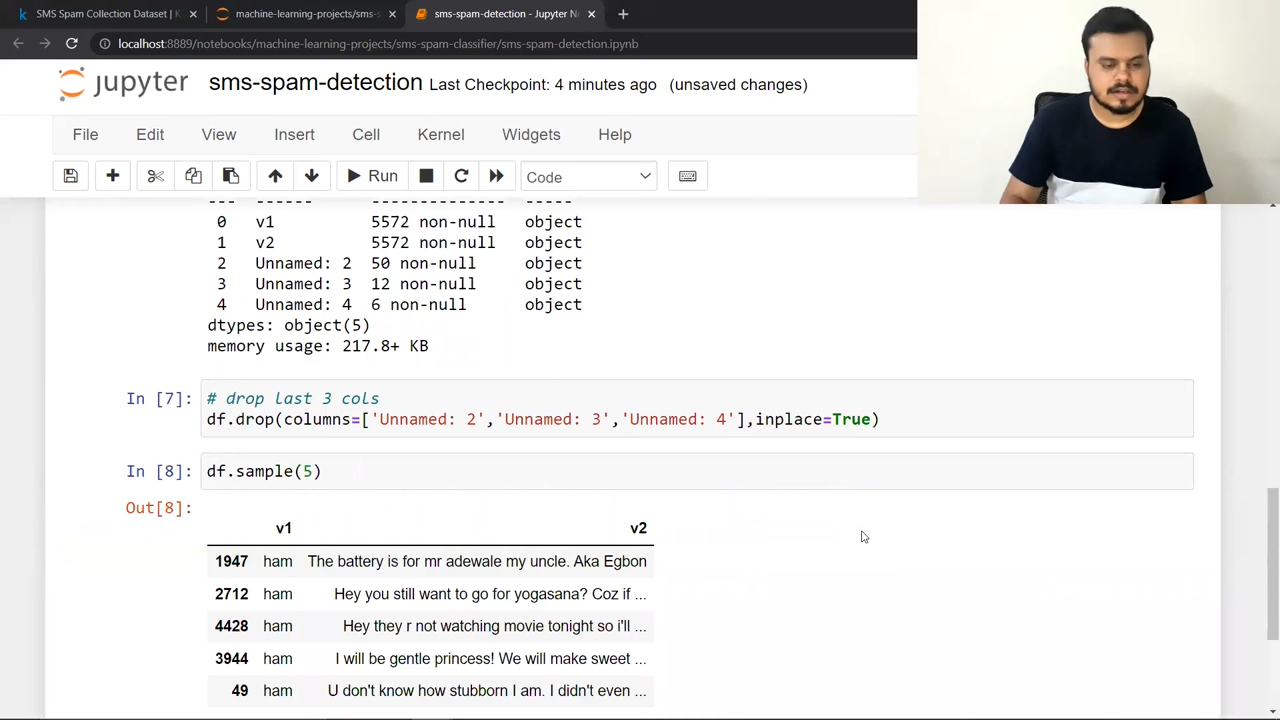 SMS Spam Collection Dataset | K
machine-learning-projects/sms-s
sms-spam-detection - Jupyter N
localhost:8889/notebooks/machine-learning-projects/sms-spam-classifier/sms-spam-detection.ipynb
jupyter sms-spam-detection Last Checkpoint: 4 minutes ago (unsaved changes)
File Edit View Insert Cell Kernel Widgets Help
Run Code
--- ------ -------------- -----
0 v1 5572 non-null object
1 v2 5572 non-null object
2 Unnamed: 2 50 non-null object
3 Unnamed: 3 12 non-null object
4 Unnamed: 4 6 non-null object
dtypes: object(5)
memory usage: 217.8+ KB
In [7]: # drop last 3 cols
df.drop(columns=['Unnamed: 2','Unnamed: 3','Unnamed: 4'],inplace=True)
In [8]: df.sample(5)
Out[8]:
v1 v2
1947 ham The battery is for mr adewale my uncle. Aka Egbon
2712 ham Hey you still want to go for yogasana? Coz if ...
4428 ham Hey they r not watching movie tonight so i'll ...
3944 ham I will be gentle princess! We will make sweet ...
49 ham U don't know how stubborn I am. I didn't even ...